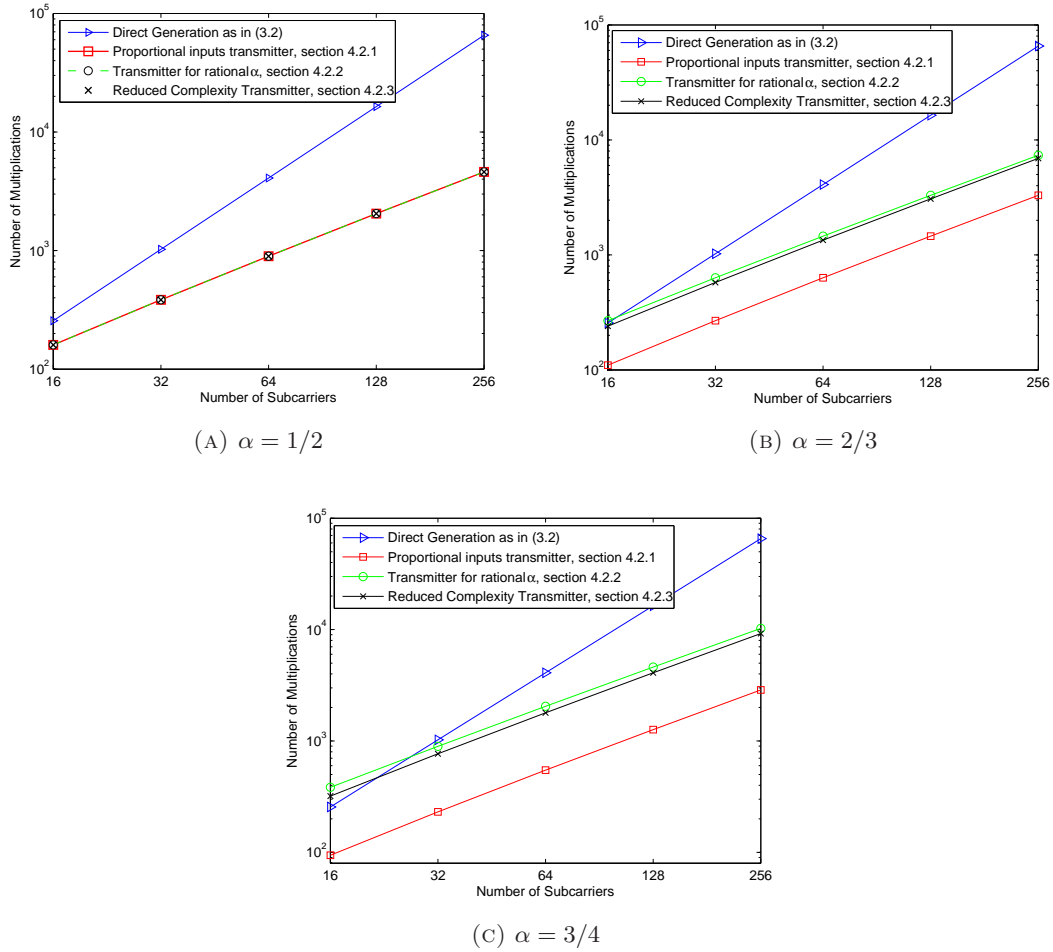 10^5
10^4
10^3
10^2
Number of Multiplications
Direct Generation as in (3.2)
Proportional inputs transmitter, section 4.2.1
Transmitter for rational α, section 4.2.2
Reduced Complexity Transmitter, section 4.2.3
16 32 64 128 256
Number of Subcarriers
(A) α = 1/2
10^5
10^4
10^3
10^2
Number of Multiplications
Direct Generation as in (3.2)
Proportional inputs transmitter, section 4.2.1
Transmitter for rational α, section 4.2.2
Reduced Complexity Transmitter, section 4.2.3
16 32 64 128 256
Number of Subcarriers
(B) α = 2/3
10^5
10^4
10^3
10^2
Number of Multiplications
Direct Generation as in (3.2)
Proportional inputs transmitter, section 4.2.1
Transmitter for rational α, section 4.2.2
Reduced Complexity Transmitter, section 4.2.3
16 32 64 128 256
Number of Subcarriers
(C) α = 3/4